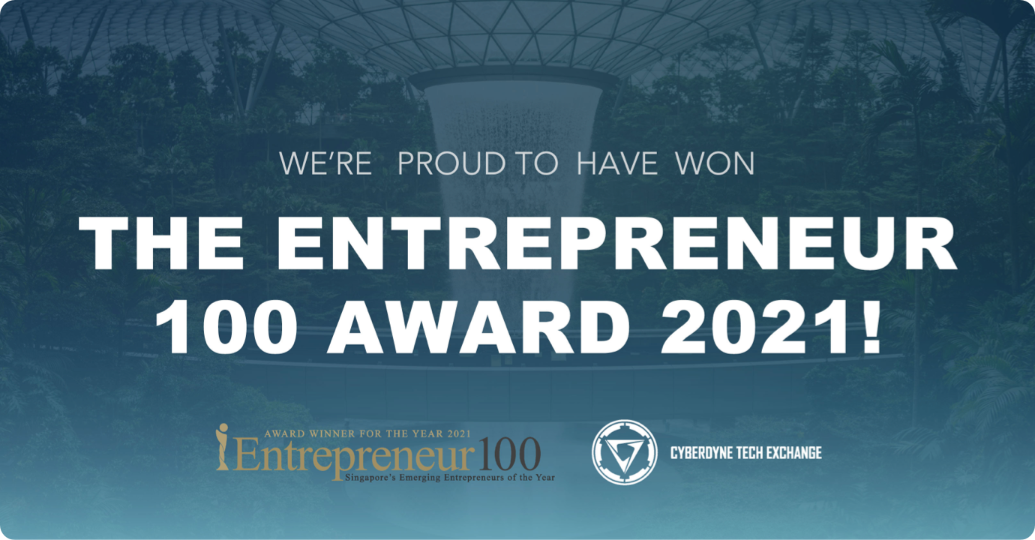 WE'RE PROUD TO HAVE WON
THE ENTREPRENEUR
100 AWARD 2021!
AWARD WINNER FOR THE YEAR 2021
Entrepreneur100
Singapore's Emerging Entrepreneurs of the Year
CYBERDYNE TECH EXCHANGE